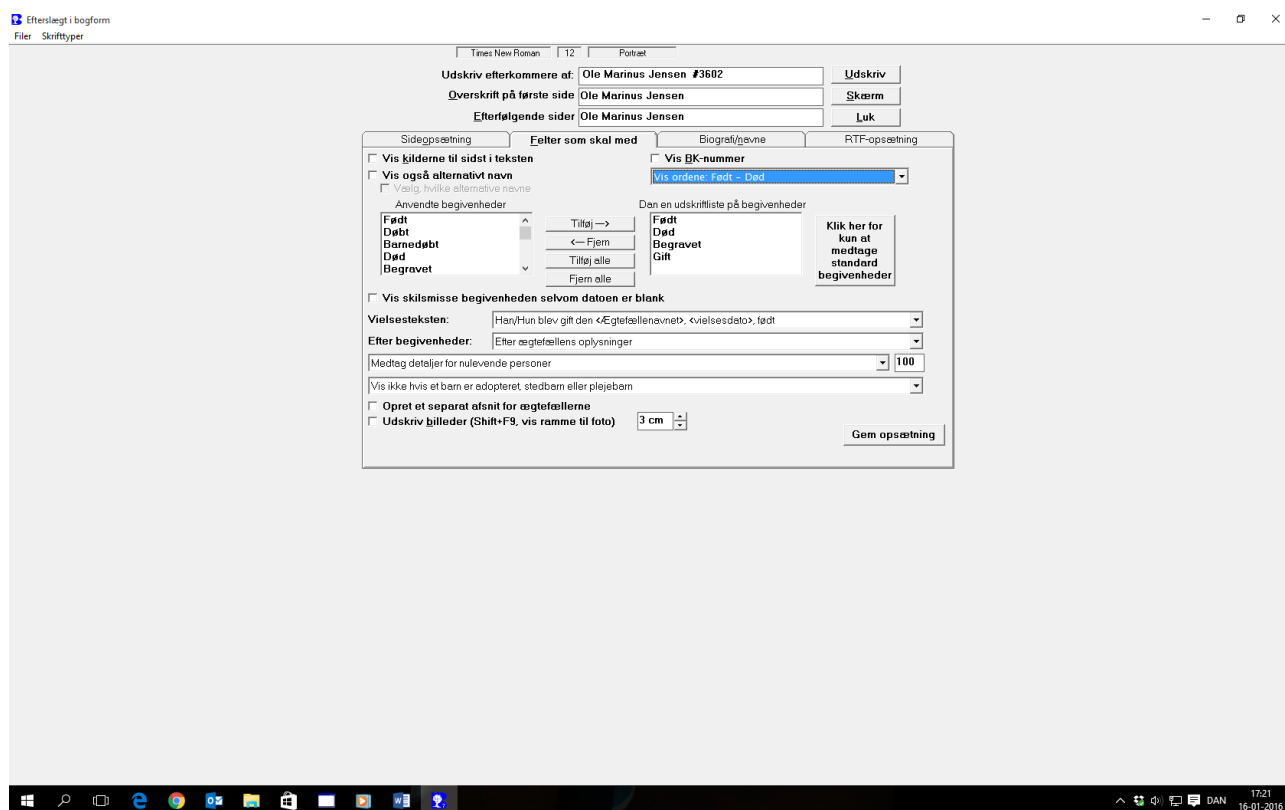 Efterslægt i bogform
Filer Skrifttyper
Times New Roman 12 Portræt
Udskriv efterkommere af: Ole Marinus Jensen #3602 Udskriv
Overskrift på første side Ole Marinus Jensen Skærm
Efterfølgende sider Ole Marinus Jensen Luk
Sideopsætning Felter som skal med Biografi/navne RTF-opsætning
Vis kilderne til sidst i teksten Vis BK-nummer
Vis også alternativt navn Vis ordene: Født - Død
Vælg, hvilke alternative navne
Anvendte begivenheder Dan en udskriftliste på begivenheder
Født
Døbt
Barnedøbt
Død
Begravet
Tilføj -->
<-- Fjern
Tilføj alle
Fjern alle
Født
Død
Begravet
Gift
Klik her for
kun at
medtage
standard
begivenheder
Vis skilsmisse begivenheden selvom datoen er blank
Vielsesteksten: Han/Hun blev gift den <Ægtefællenavnet>, <vielsesdato>, født
Efter begivenheder: Efter ægtefællens oplysninger
Medtag detaljer for nulevende personer 100
Vis ikke hvis et barn er adopteret, stedbarn eller plejebarn
Opret et separat afsnit for ægtefællerne
Udskriv billeder (Shift+F9, vis ramme til foto) 3 cm
Gem opsætning
DAN 17:21
16-01-2016